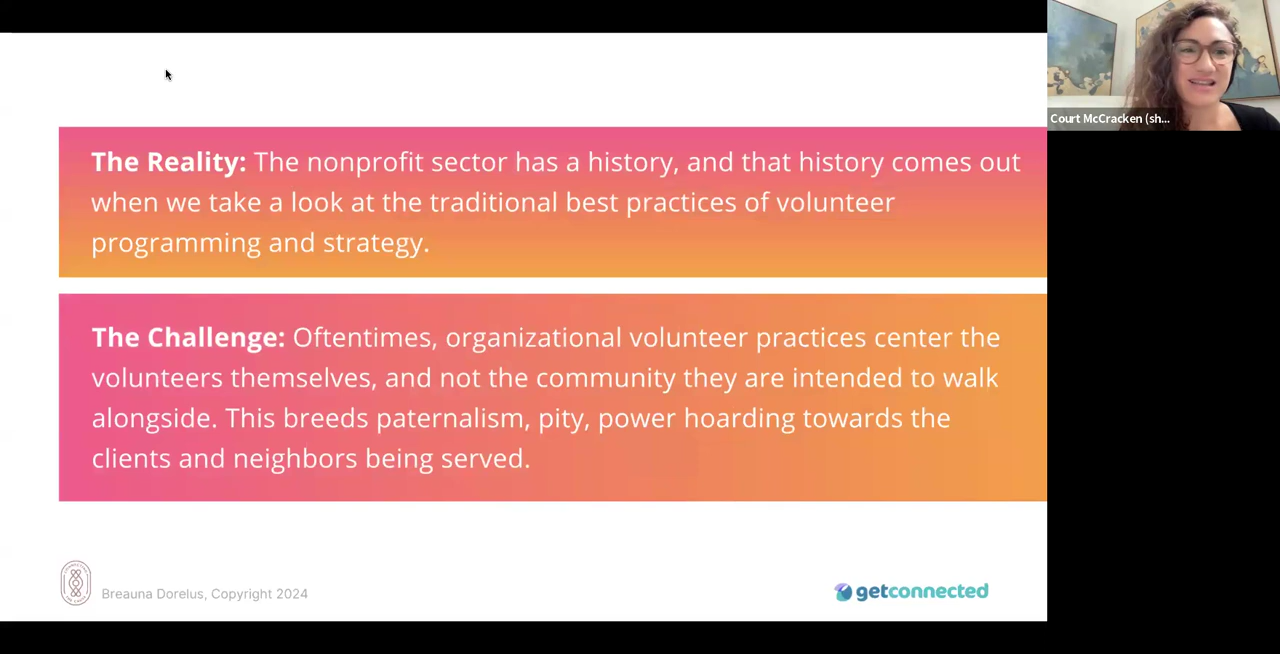 The Reality: The nonprofit sector has a history, and that history comes out
when we take a look at the traditional best practices of volunteer
programming and strategy.
The Challenge: Oftentimes, organizational volunteer practices center the
volunteers themselves, and not the community they are intended to walk
alongside. This breeds paternalism, pity, power hoarding towards the
clients and neighbors being served.
Breauna Dorelus, Copyright 2024
getconnected
Court McCracken (sh...